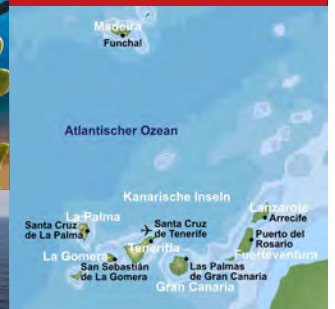 Madeira
Funchal
Atlantischer Ozean
Kanarische Inseln
Lanzarote
Arrecife
La Palma
Santa Cruz
de La Palma
Santa Cruz
de Tenerife
Teneriffa
Puerto del
Rosario
Fuerteventura
La Gomera
San Sebastián
de La Gomera
Las Palmas
de Gran Canaria
Gran Canaria